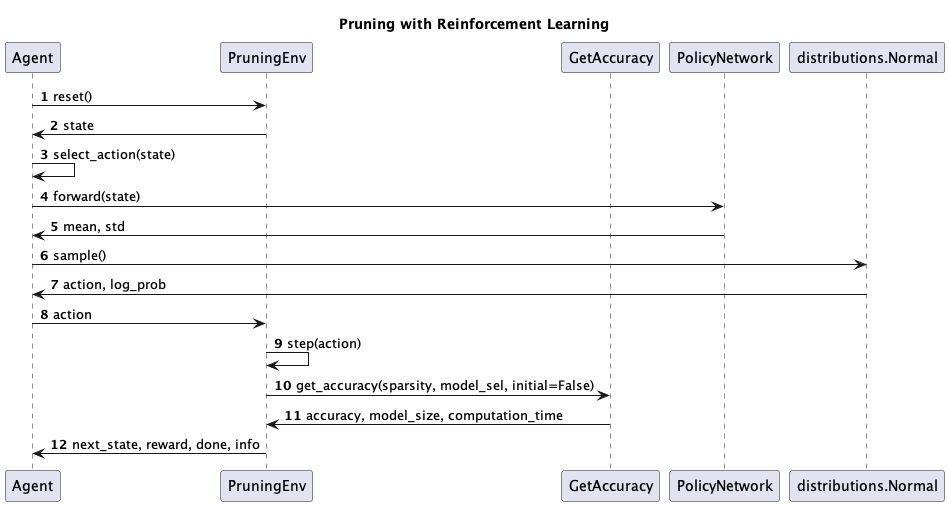 Pruning with Reinforcement Learning
Agent PruningEnv GetAccuracy PolicyNetwork distributions.Normal
1 reset()
2 state
3 select_action(state)
4 forward(state)
5 mean, std
6 sample()
7 action, log_prob
8 action
9 step(action)
10 get_accuracy(sparsity, model_sel, initial=False)
11 accuracy, model_size, computation_time
12 next_state, reward, done, info
Agent PruningEnv GetAccuracy PolicyNetwork distributions.Normal